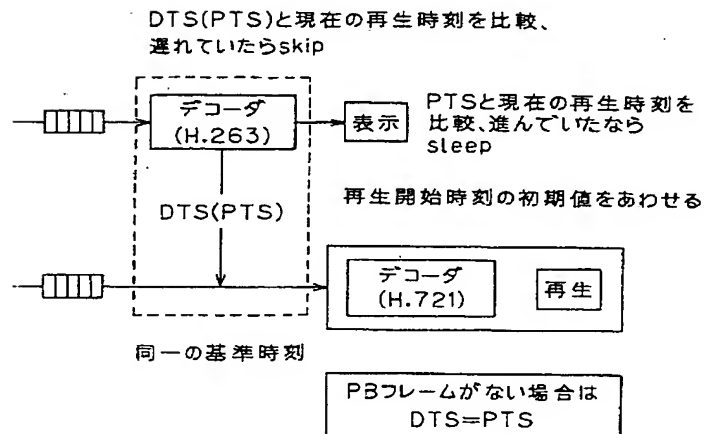 DTS(PTS)と現在の再生時刻を比較、
遅れていたらskip
デコーダ
(H.263)
表示
PTSと現在の再生時刻を
比較、進んでいたなら
sleep
DTS(PTS)
再生開始時刻の初期値をあわせる
デコーダ
(H.721)
再生
同一の基準時刻
PBフレームがない場合は
DTS=PTS